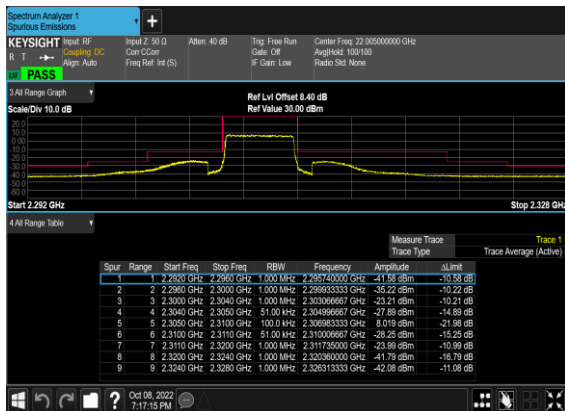 Spectrum Analyzer 1
Spurious Emissions
KEYSIGHT Input: RF Input Z: 50 Ω Atten: 40 dB Trig: Free Run Center Freq: 22.005000000 GHz
R T Coupling: DC Corr CCorr Gate: Off Avg|Hold: 100/100
Align: Auto Freq Ref: Int (S) IF Gain: Low Radio Std: None
PASS
3 All Range Graph Ref Lvl Offset 8.40 dB
Scale/Div 10.0 dB Ref Value 30.00 dBm
20.0
10.0
0.00
-10.0
-20.0
-30.0
-40.0
-50.0
-60.0
Start 2.292 GHz Stop 2.328 GHz
4 All Range Table
Measure Trace Trace 1
Trace Type Trace Average (Active)
Spur Range Start Freq Stop Freq RBW Frequency Amplitude ΔLimit
1 1 2.2920 GHz 2.2960 GHz 1.000 MHz 2.295740000 GHz -41.58 dBm -10.58 dB
2 2 2.2960 GHz 2.3000 GHz 1.000 MHz 2.299933333 GHz -35.22 dBm -10.22 dB
3 3 2.3000 GHz 2.3040 GHz 1.000 MHz 2.303066667 GHz -23.21 dBm -10.21 dB
4 4 2.3040 GHz 2.3050 GHz 51.00 kHz 2.304996667 GHz -27.89 dBm -14.89 dB
5 5 2.3050 GHz 2.3100 GHz 100.0 kHz 2.306983333 GHz 8.019 dBm -21.98 dB
6 6 2.3100 GHz 2.3110 GHz 51.00 kHz 2.310006667 GHz -28.25 dBm -15.25 dB
7 7 2.3110 GHz 2.3200 GHz 1.000 MHz 2.311735000 GHz -23.99 dBm -10.99 dB
8 8 2.3200 GHz 2.3240 GHz 1.000 MHz 2.320360000 GHz -41.79 dBm -16.79 dB
9 9 2.3240 GHz 2.3280 GHz 1.000 MHz 2.326313333 GHz -42.08 dBm -11.08 dB
Oct 08, 2022
7:17:15 PM